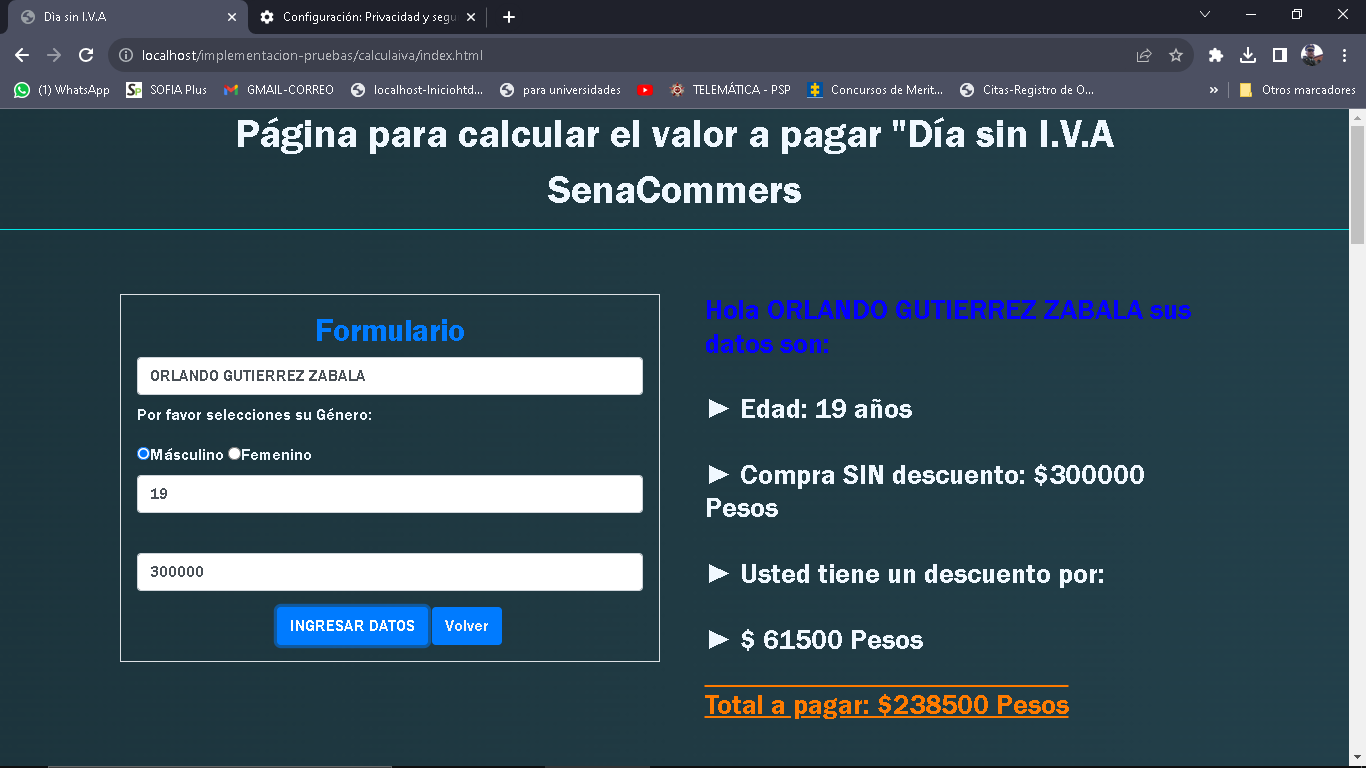 Día sin I.V.A
Configuración: Privacidad y segu
localhost/implementacion-pruebas/calculaiva/index.html
(1) WhatsApp
SOFIA Plus
GMAIL-CORREO
localhost-Iniciohtd...
para universidades
TELEMÁTICA - PSP
Concursos de Merit...
Citas-Registro de O...
»
Otros marcadores
Página para calcular el valor a pagar "Día sin I.V.A
SenaCommers
Formulario
ORLANDO GUTIERREZ ZABALA
Por favor selecciones su Género:
Másculino Femenino
19
300000
INGRESAR DATOS Volver
Hola ORLANDO GUTIERREZ ZABALA sus
datos son:
► Edad: 19 años
► Compra SIN descuento: $300000
Pesos
► Usted tiene un descuento por:
► $ 61500 Pesos
Total a pagar: $238500 Pesos